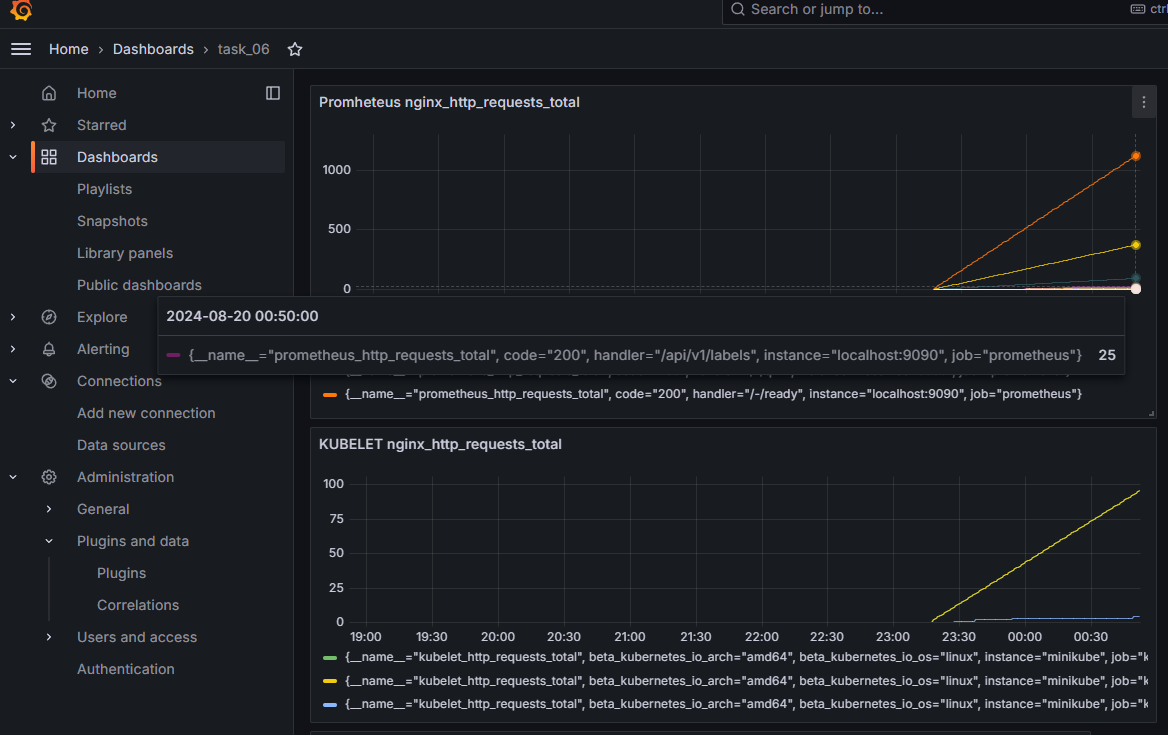 Search or jump to...
Home › Dashboards › task_06
Home
Starred
Dashboards
Playlists
Snapshots
Library panels
Public dashboards
Explore
Alerting
Connections
Add new connection
Data sources
Administration
General
Plugins and data
Plugins
Correlations
Users and access
Authentication
Promheteus nginx_http_requests_total
1000
500
0
2024-08-20 00:50:00
{__name__="prometheus_http_requests_total", code="200", handler="/api/v1/labels", instance="localhost:9090", job="prometheus"} 25
{__name__="prometheus_http_requests_total", code="200", handler="/-/ready", instance="localhost:9090", job="prometheus"}
KUBELET nginx_http_requests_total
100
75
50
25
0
19:00 19:30 20:00 20:30 21:00 21:30 22:00 22:30 23:00 23:30 00:00 00:30
{__name__="kubelet_http_requests_total", beta_kubernetes_io_arch="amd64", beta_kubernetes_io_os="linux", instance="minikube", job="k
{__name__="kubelet_http_requests_total", beta_kubernetes_io_arch="amd64", beta_kubernetes_io_os="linux", instance="minikube", job="k
{__name__="kubelet_http_requests_total", beta_kubernetes_io_arch="amd64", beta_kubernetes_io_os="linux", instance="minikube", job="k